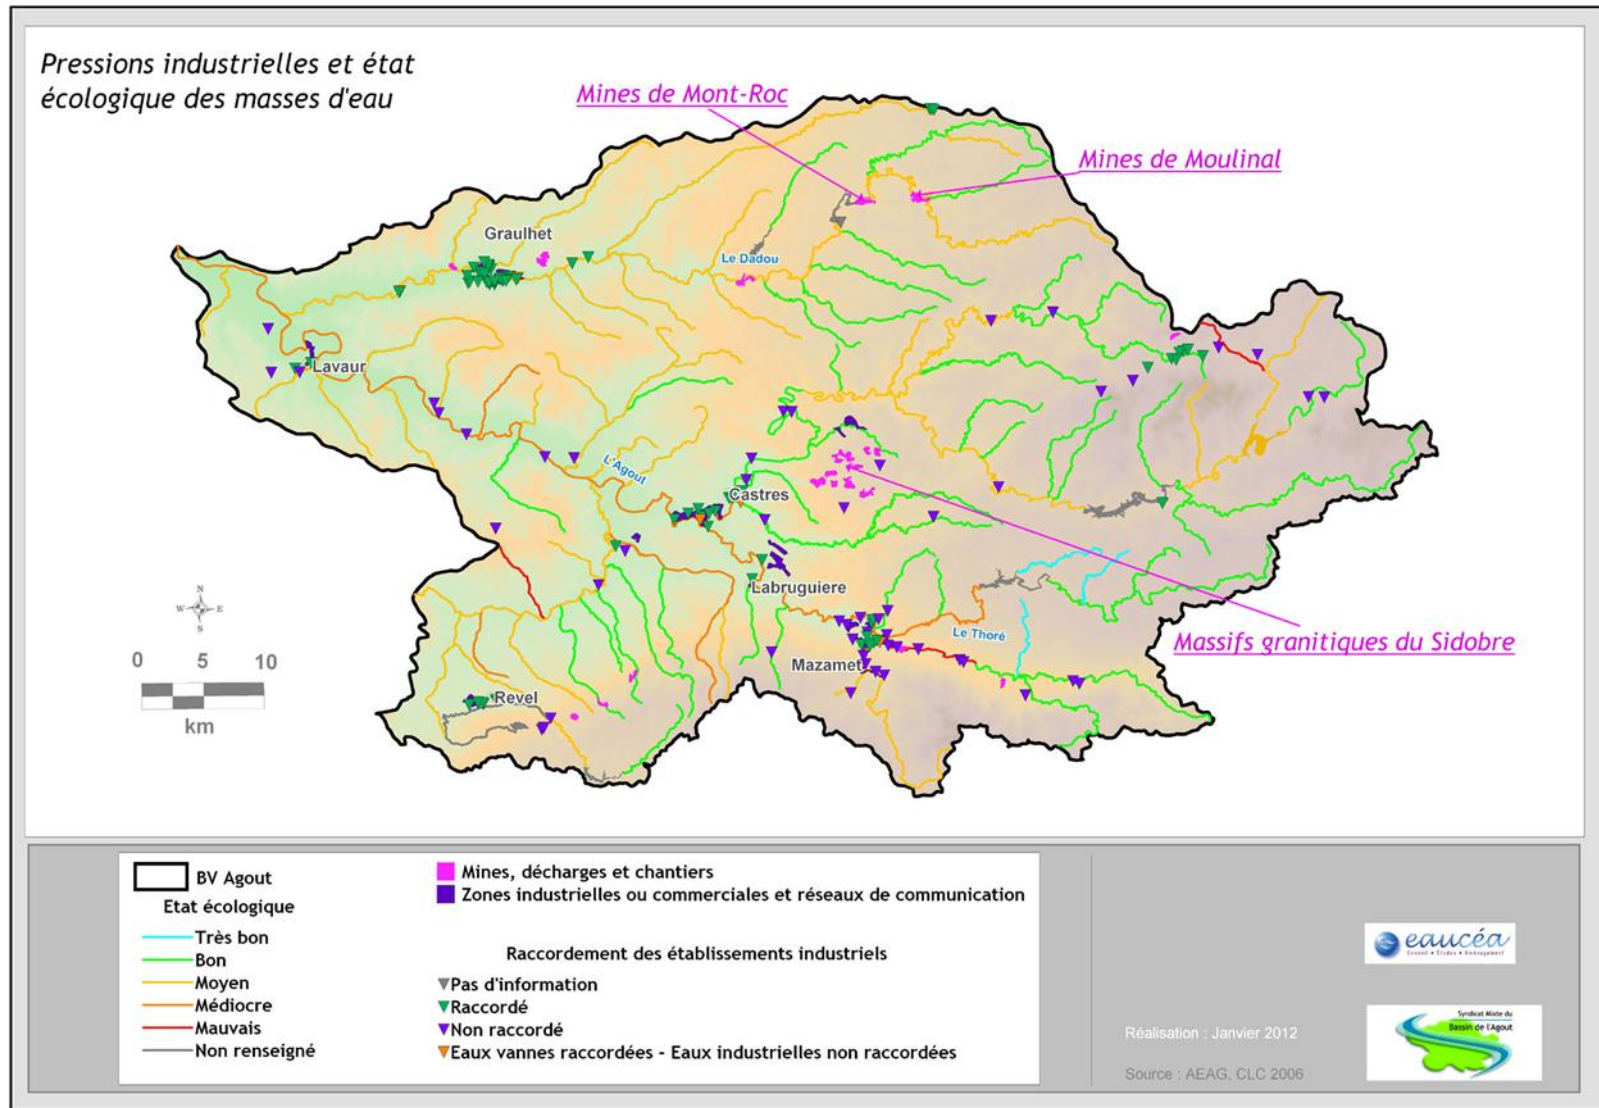 Pressions industrielles et état
écologique des masses d'eau
Mines de Mont-Roc
Mines de Moulinal
Graulhet
Le Dadou
Lavaur
L'Agout
Castres
Labruguiere
Le Thoré
Massifs granitiques du Sidobre
Mazamet
Revel
N
W
E
S
0 5 10
km
BV Agout
Etat écologique
Très bon
Bon
Moyen
Médiocre
Mauvais
Non renseigné
Mines, décharges et chantiers
Zones industrielles ou commerciales et réseaux de communication
Raccordement des établissements industriels
Pas d'information
Raccordé
Non raccordé
Eaux vannes raccordées - Eaux industrielles non raccordées
eaucéa
Conseil • Études • Aménagement
Syndicat Mixte du
Bassin de l'Agout
Réalisation : Janvier 2012
Source : AEAG, CLC 2006